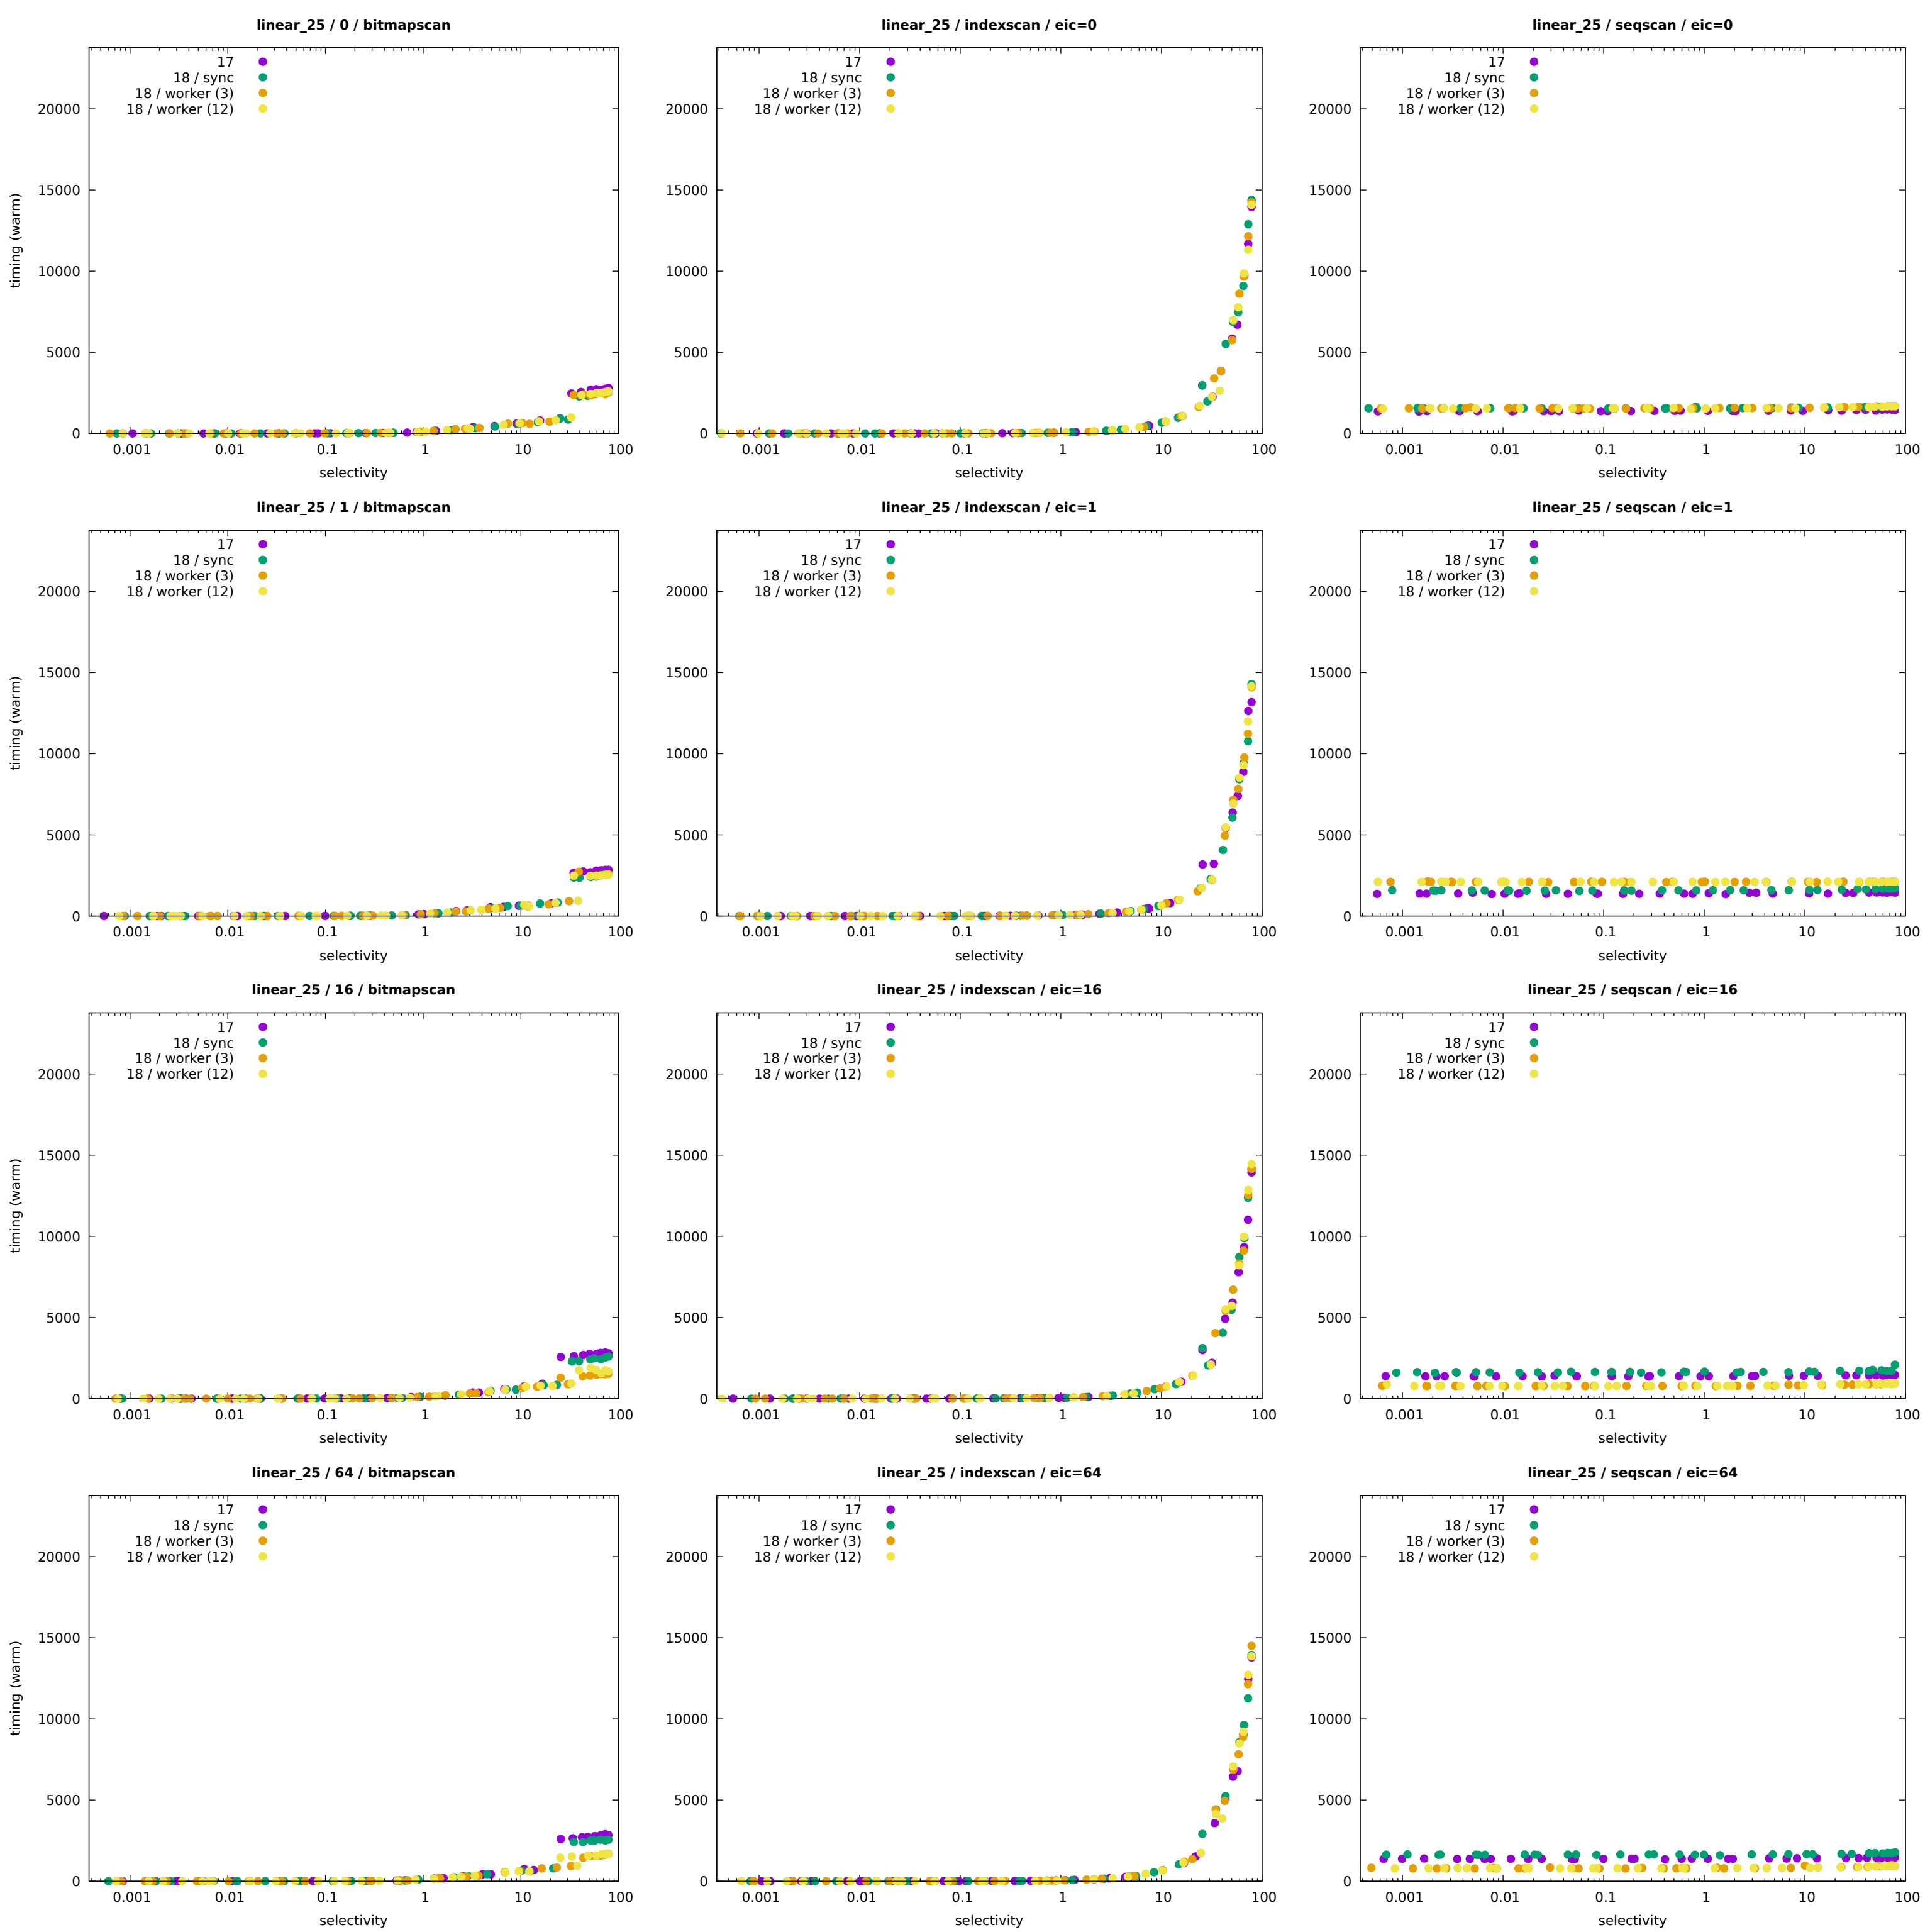 linear_25 / 0 / bitmapscan
17
18 / sync
18 / worker (3)
18 / worker (12)
20000
15000
10000
5000
0
timing (warm)
0.001 0.01 0.1 1 10 100
selectivity
linear_25 / indexscan / eic=0
17
18 / sync
18 / worker (3)
18 / worker (12)
20000
15000
10000
5000
0
0.001 0.01 0.1 1 10 100
selectivity
linear_25 / seqscan / eic=0
17
18 / sync
18 / worker (3)
18 / worker (12)
20000
15000
10000
5000
0
0.001 0.01 0.1 1 10 100
selectivity
linear_25 / 1 / bitmapscan
17
18 / sync
18 / worker (3)
18 / worker (12)
20000
15000
10000
5000
0
timing (warm)
0.001 0.01 0.1 1 10 100
selectivity
linear_25 / indexscan / eic=1
17
18 / sync
18 / worker (3)
18 / worker (12)
20000
15000
10000
5000
0
0.001 0.01 0.1 1 10 100
selectivity
linear_25 / seqscan / eic=1
17
18 / sync
18 / worker (3)
18 / worker (12)
20000
15000
10000
5000
0
0.001 0.01 0.1 1 10 100
selectivity
linear_25 / 16 / bitmapscan
17
18 / sync
18 / worker (3)
18 / worker (12)
20000
15000
10000
5000
0
timing (warm)
0.001 0.01 0.1 1 10 100
selectivity
linear_25 / indexscan / eic=16
17
18 / sync
18 / worker (3)
18 / worker (12)
20000
15000
10000
5000
0
0.001 0.01 0.1 1 10 100
selectivity
linear_25 / seqscan / eic=16
17
18 / sync
18 / worker (3)
18 / worker (12)
20000
15000
10000
5000
0
0.001 0.01 0.1 1 10 100
selectivity
linear_25 / 64 / bitmapscan
17
18 / sync
18 / worker (3)
18 / worker (12)
20000
15000
10000
5000
0
timing (warm)
0.001 0.01 0.1 1 10 100
selectivity
linear_25 / indexscan / eic=64
17
18 / sync
18 / worker (3)
18 / worker (12)
20000
15000
10000
5000
0
0.001 0.01 0.1 1 10 100
selectivity
linear_25 / seqscan / eic=64
17
18 / sync
18 / worker (3)
18 / worker (12)
20000
15000
10000
5000
0
0.001 0.01 0.1 1 10 100
selectivity